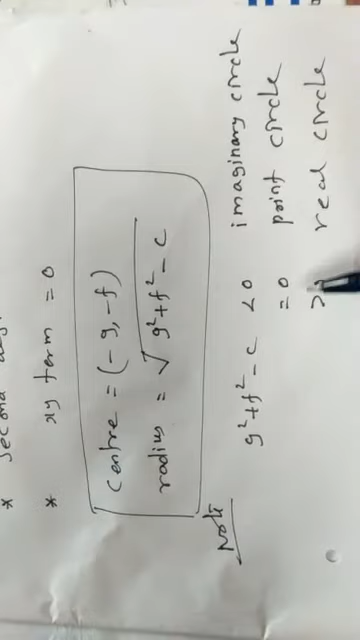 * second deg
* xy term = 0
centre = (-g, -f)
radius = √g²+f²-c
Note
g²+f²-c <0 imaginary circle
=0 point circle
> real circle